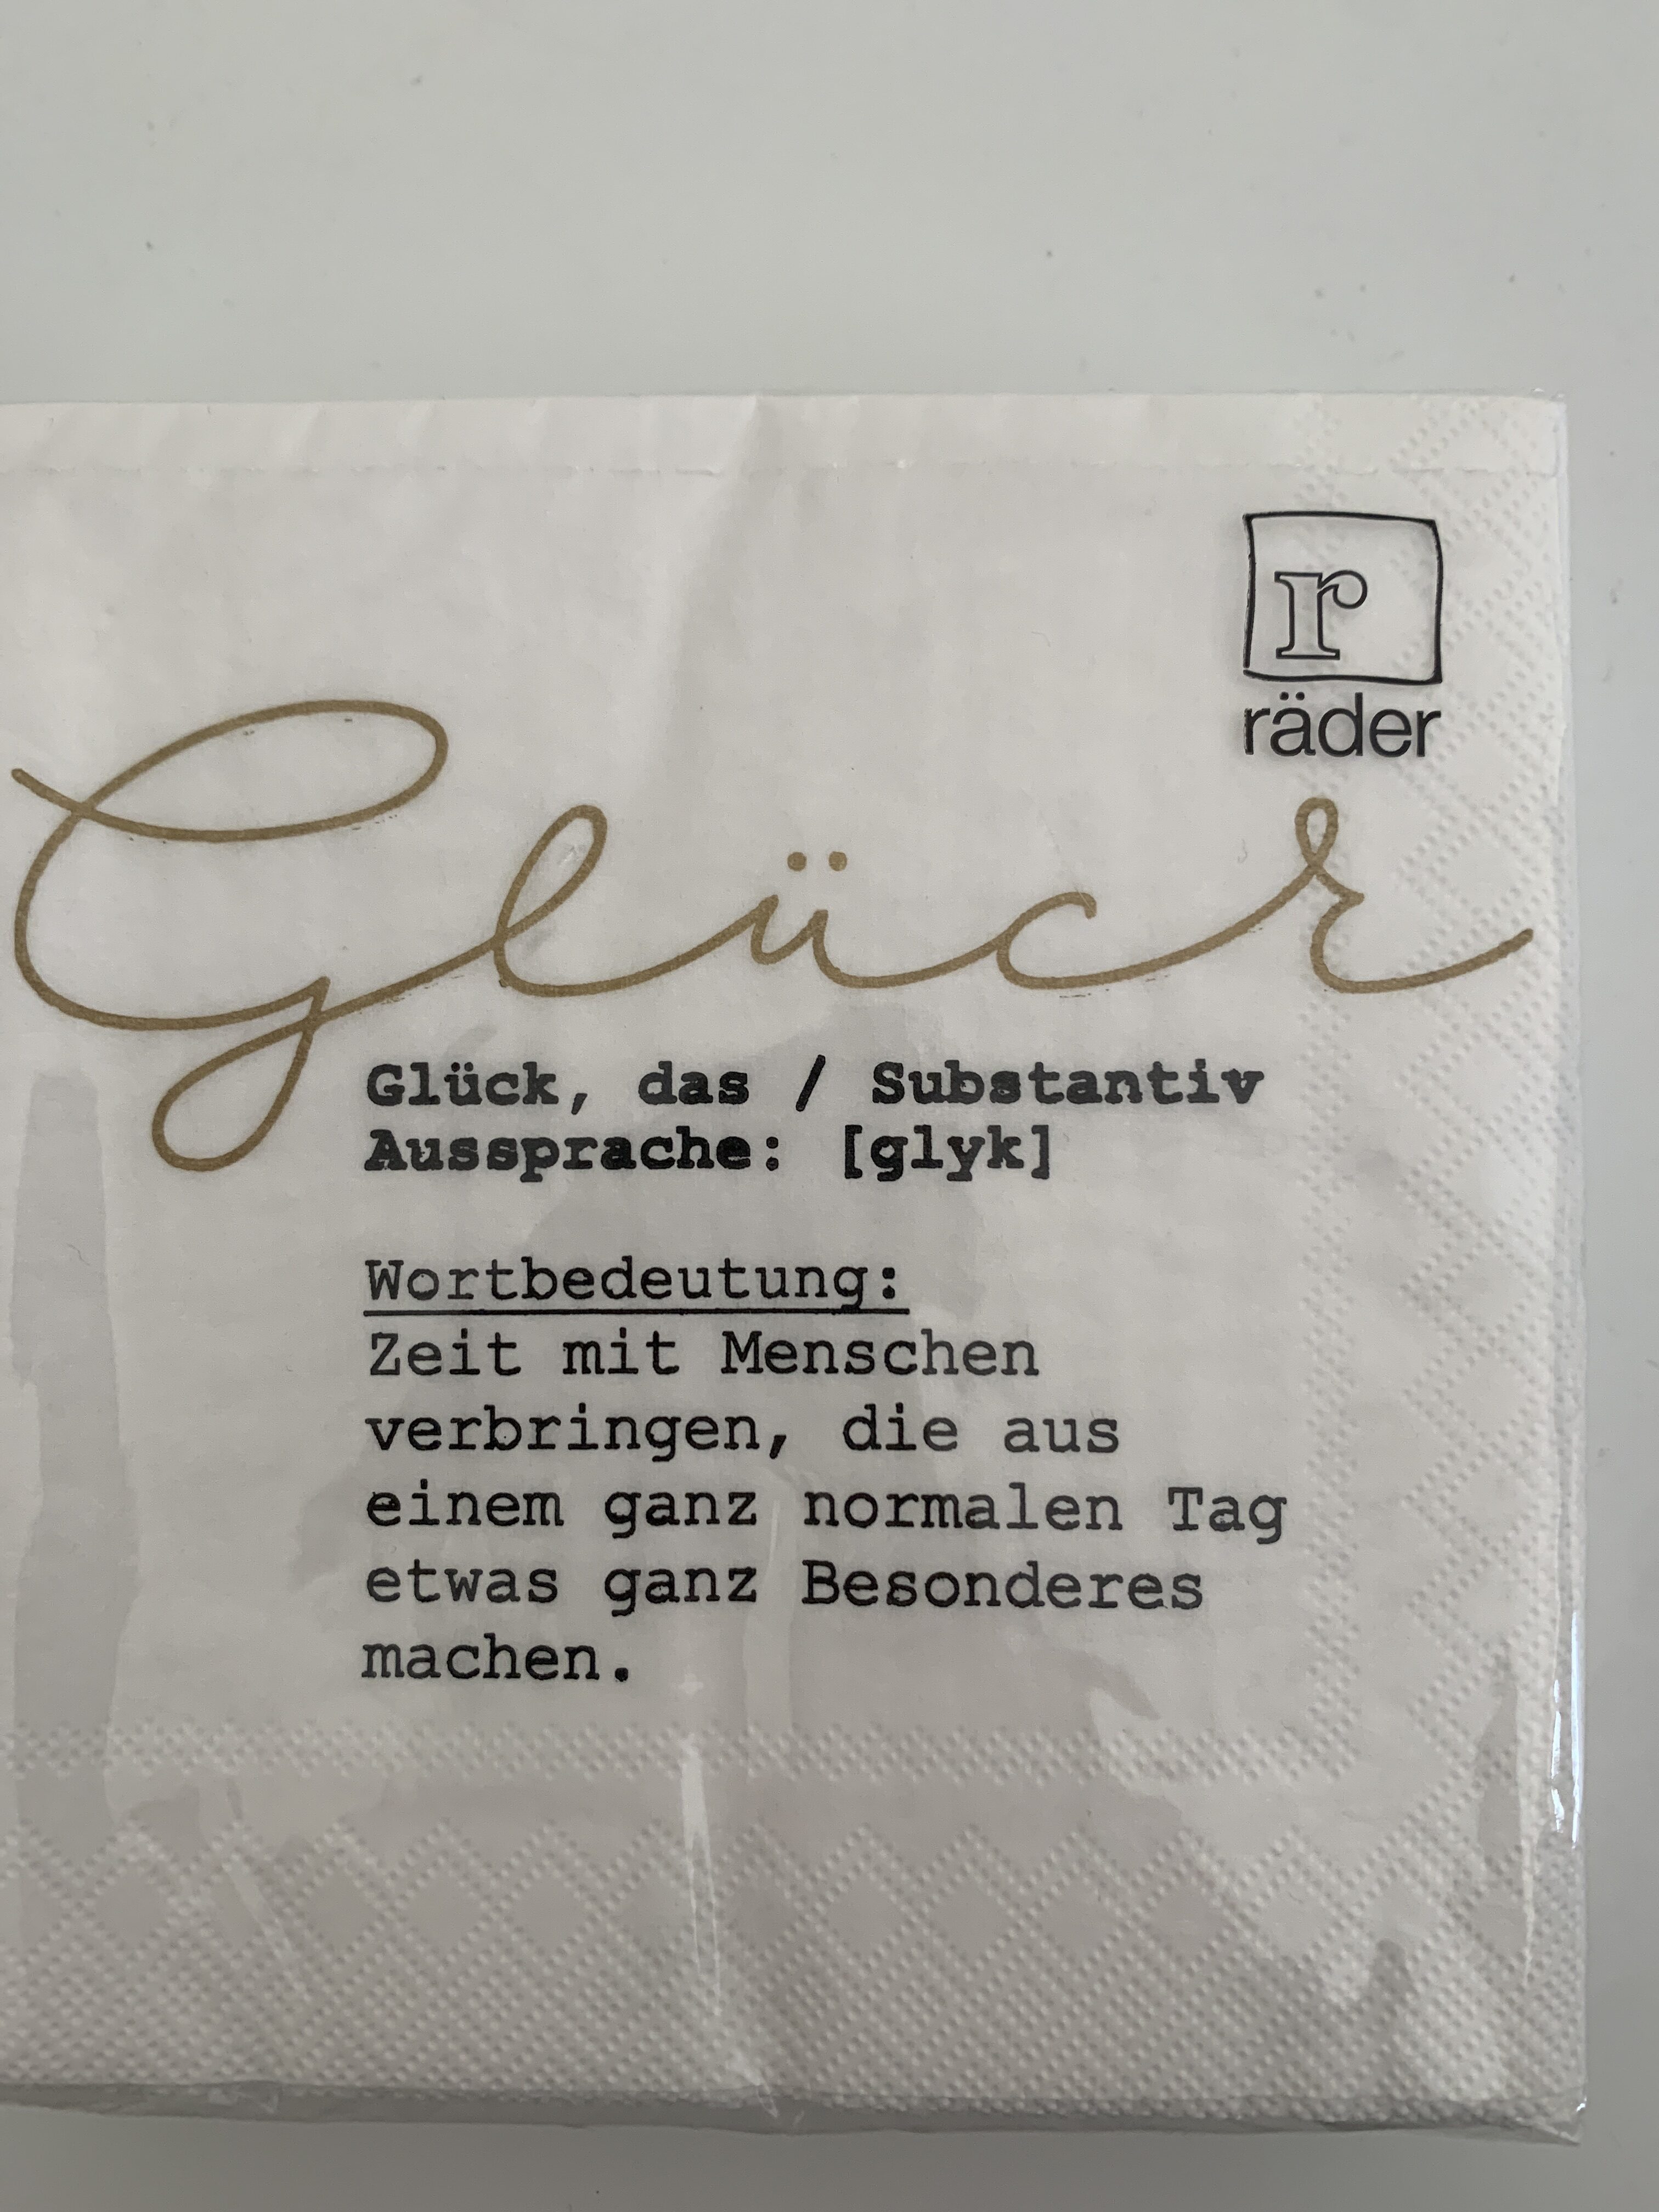 r
räder
Glück
Glück, das / Substantiv
Aussprache: [glyk]
Wortbedeutung:
Zeit mit Menschen
verbringen, die aus
einem ganz normalen Tag
etwas ganz Besonderes
machen.